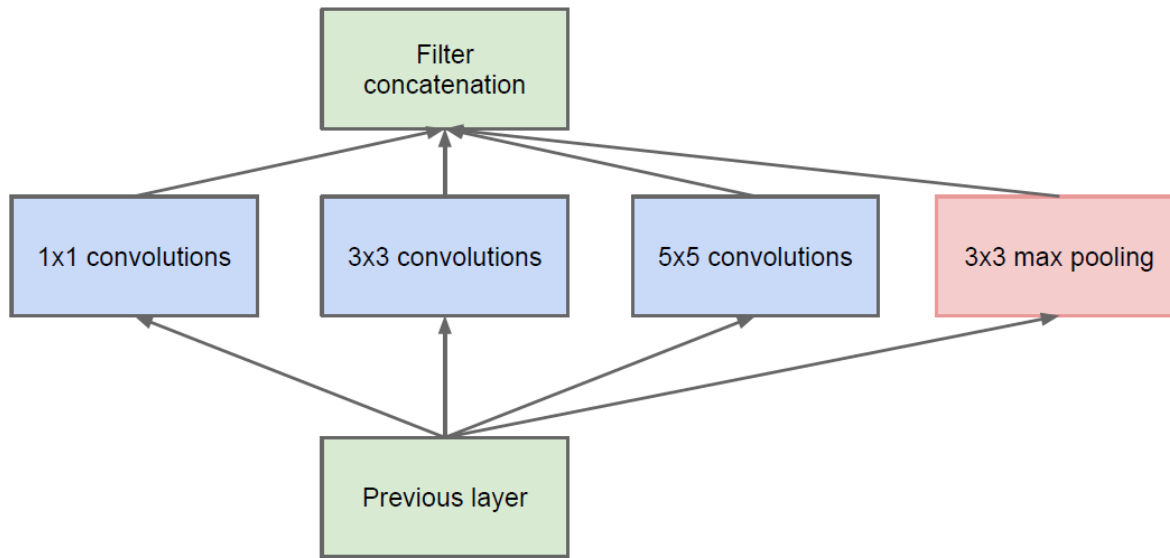 Filter
concatenation
1x1 convolutions
3x3 convolutions
5x5 convolutions
3x3 max pooling
Previous layer